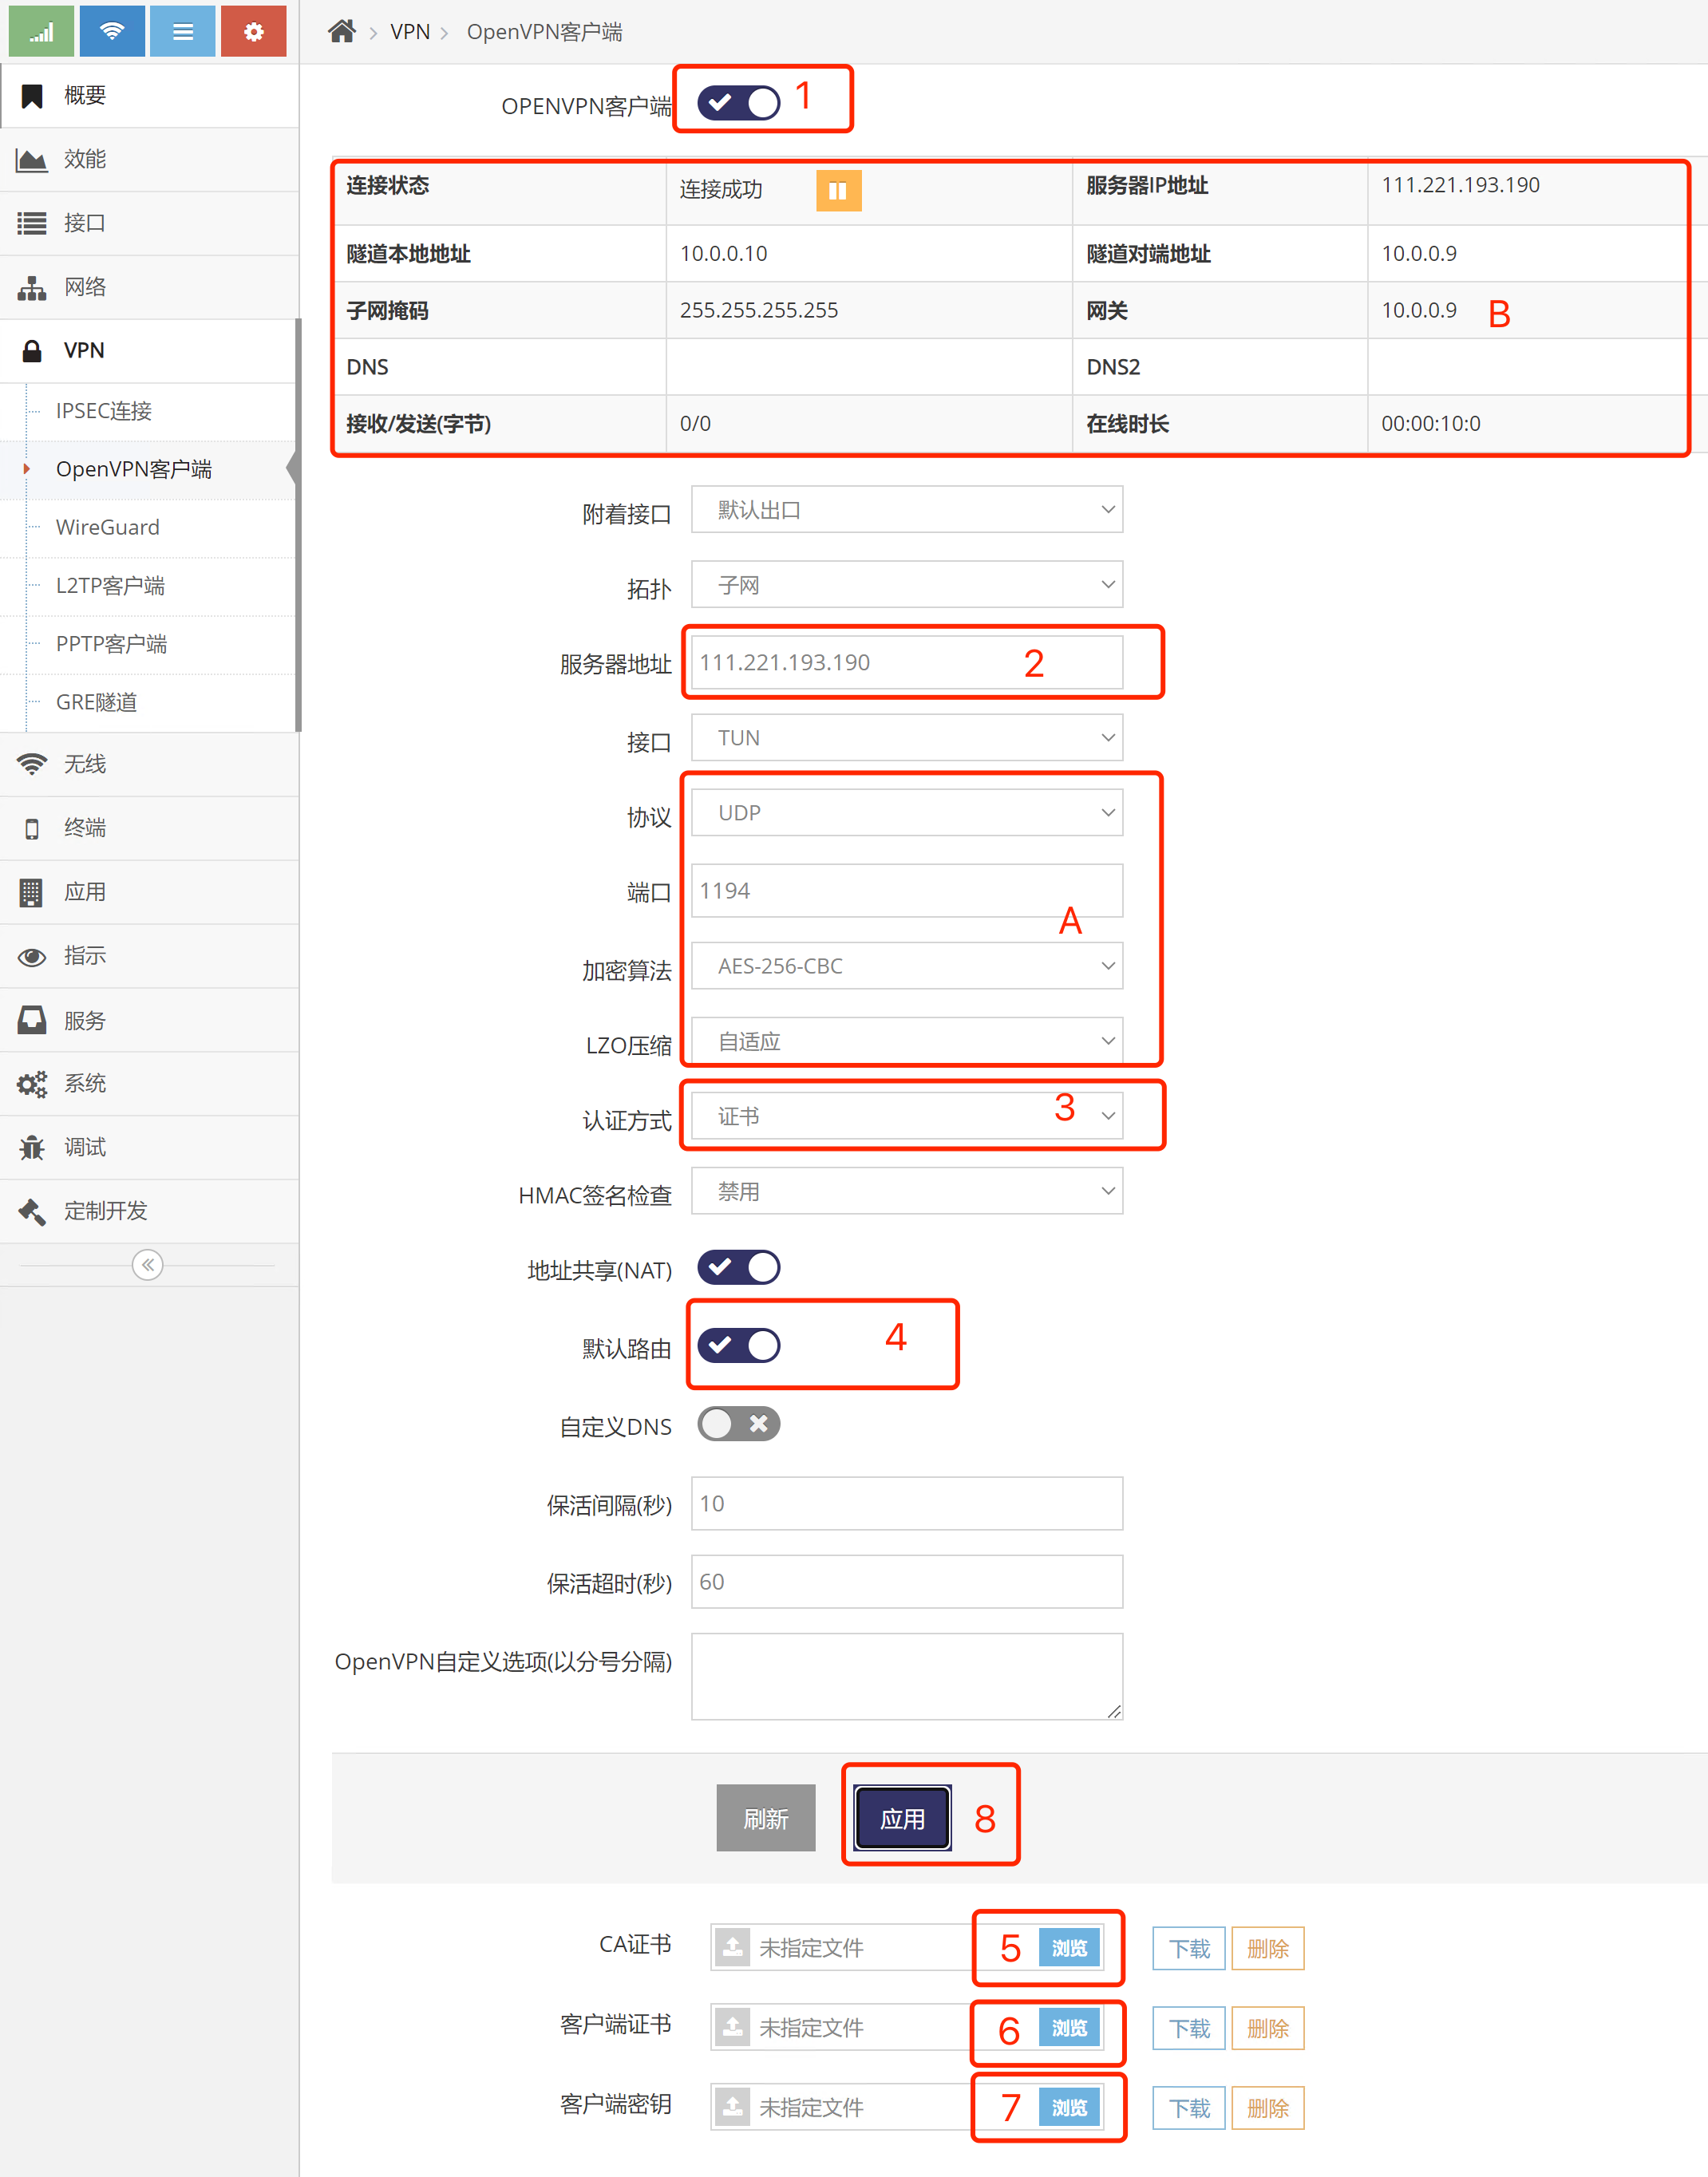 VPN OpenVPN客户端
概要
效能
接口
网络
VPN
IPSEC连接
OpenVPN客户端
WireGuard
L2TP客户端
PPTP客户端
GRE隧道
无线
终端
应用
指示
服务
系统
调试
定制开发
OPENVPN客户端 1
连接状态 连接成功 服务器IP地址 111.221.193.190
隧道本地地址 10.0.0.10 隧道对端地址 10.0.0.9
子网掩码 255.255.255.255 网关 10.0.0.9 B
DNS DNS2
接收/发送(字节) 0/0 在线时长 00:00:10:0
附着接口 默认出口
拓扑 子网
服务器地址 111.221.193.190 2
接口 TUN
协议 UDP
端口 1194
A
加密算法 AES-256-CBC
LZO压缩 自适应
认证方式 证书 3
HMAC签名检查 禁用
地址共享(NAT)
默认路由 4
自定义DNS
保活间隔(秒) 10
保活超时(秒) 60
OpenVPN自定义选项(以分号分隔)
刷新 应用 8
CA证书 未指定文件 5 浏览 下载 删除
客户端证书 未指定文件 6 浏览 下载 删除
客户端密钥 未指定文件 7 浏览 下载 删除